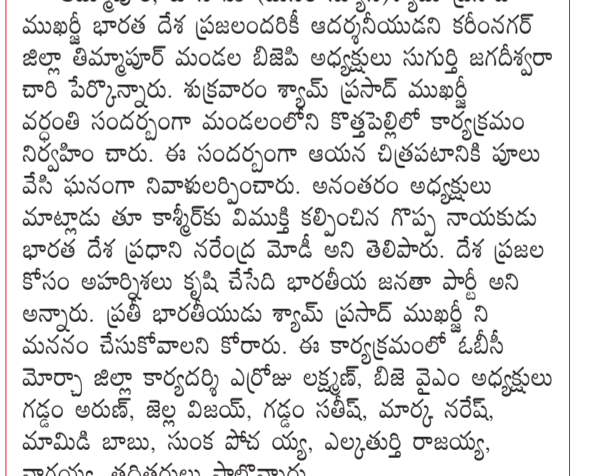 ముఖర్జీ భారత దేశ ప్రజలందరికీ ఆదర్శనీయుడని కరీంనగర్
జిల్లా తిమ్మాపూర్ మండల బిజెపి అధ్యక్షులు సుగుర్తి జగదీశ్వరా
చారి పేర్కొన్నారు. శుక్రవారం శ్యామ్ ప్రసాద్ ముఖర్జీ
వర్ధంతి సందర్భంగా మండలంలోని కొత్తపెల్లిలో కార్యక్రమం
నిర్వహిం చారు. ఈ సందర్భంగా ఆయన చిత్రపటానికి పూలు
వేసి ఘనంగా నివాళులర్పించారు. అనంతరం అధ్యక్షులు
మాట్లాడు తూ కాశ్మీర్‌కు విముక్తి కల్పించిన గొప్ప నాయకుడు
భారత దేశ ప్రధాని నరేంద్ర మోడీ అని తెలిపారు. దేశ ప్రజల
కోసం అహర్నిశలు కృషి చేసేది భారతీయ జనతా పార్టీ అని
అన్నారు. ప్రతీ భారతీయుడు శ్యామ్ ప్రసాద్ ముఖర్జీ ని
మననం చేసుకోవాలని కోరారు. ఈ కార్యక్రమంలో ఓబీసీ
మోర్చా జిల్లా కార్యదర్శి ఎర్రోజు లక్ష్మణ్, బిజె వైఎం అధ్యక్షులు
గడ్డం అరుణ్, జెల్ల విజయ్, గడ్డం సతీష్, మార్క నరేష్,
మామిడి బాబు, సుంక పోచ య్య, ఎల్కతుర్తి రాజయ్య,